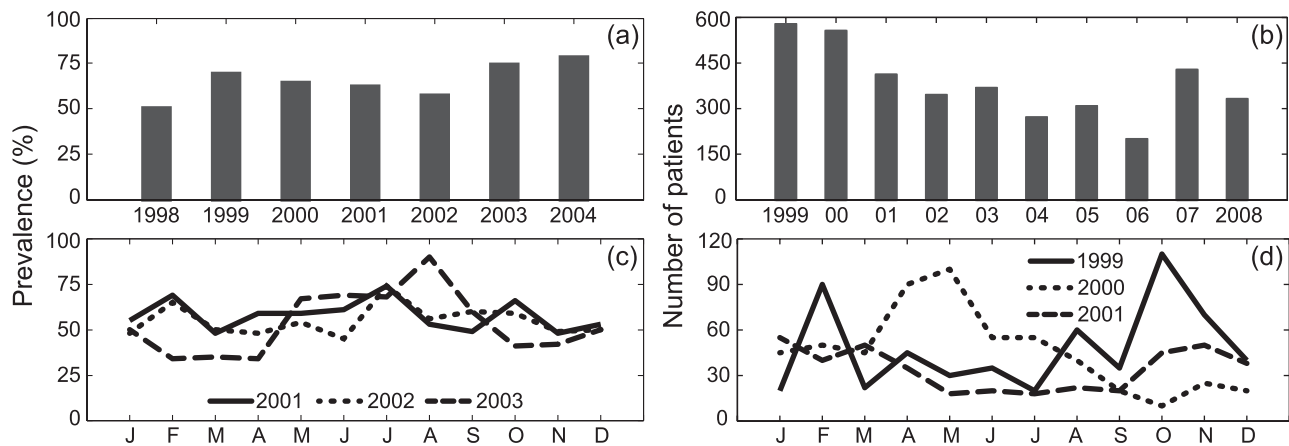 Prevalence (%)
100
75
50
25
0
(a)
1998 1999 2000 2001 2002 2003 2004
Number of patients
600
450
300
150
0
(b)
1999 00 01 02 03 04 05 06 07 2008
100
75
50
25
0
(c)
2001 2002 2003
J F M A M J J A S O N D
120
90
60
30
0
(d)
1999
2000
2001
J F M A M J J A S O N D